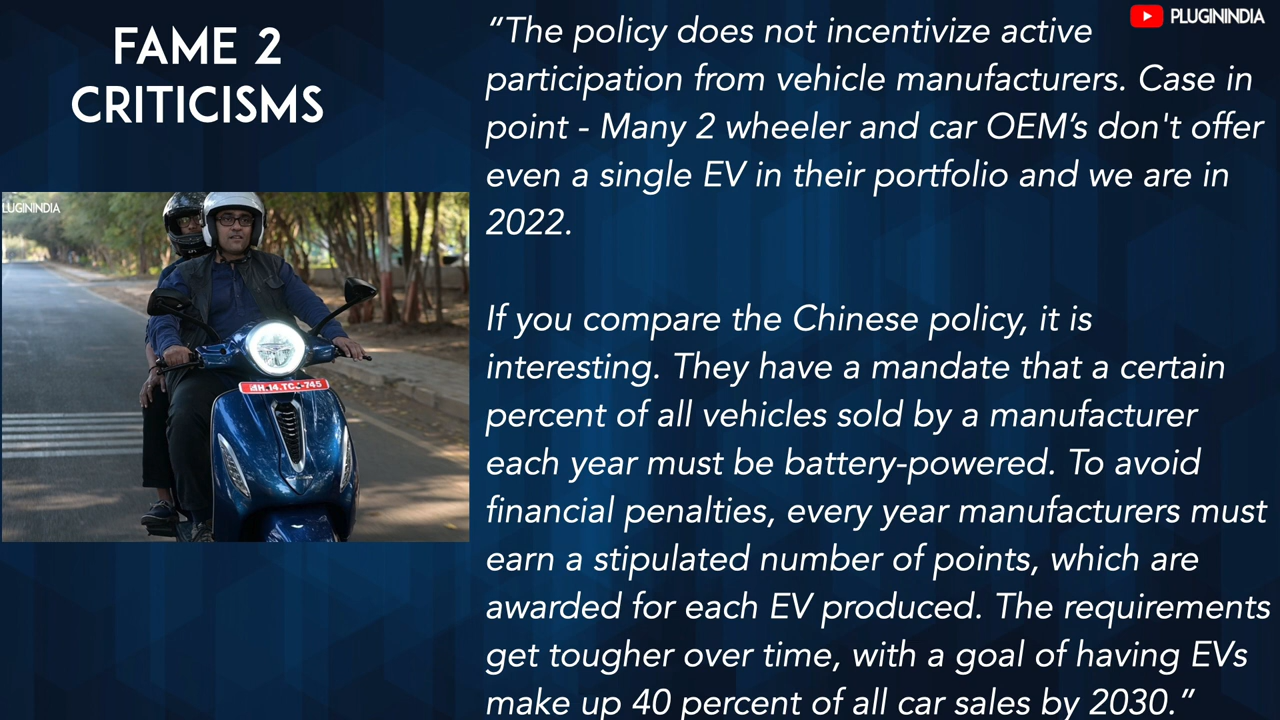 FAME 2
CRITICISMS
PLUGININDIA
“The policy does not incentivize active
participation from vehicle manufacturers. Case in
point - Many 2 wheeler and car OEM’s don't offer
even a single EV in their portfolio and we are in
2022.
If you compare the Chinese policy, it is
interesting. They have a mandate that a certain
percent of all vehicles sold by a manufacturer
each year must be battery-powered. To avoid
financial penalties, every year manufacturers must
earn a stipulated number of points, which are
awarded for each EV produced. The requirements
get tougher over time, with a goal of having EVs
make up 40 percent of all car sales by 2030.”
LUGININDIA